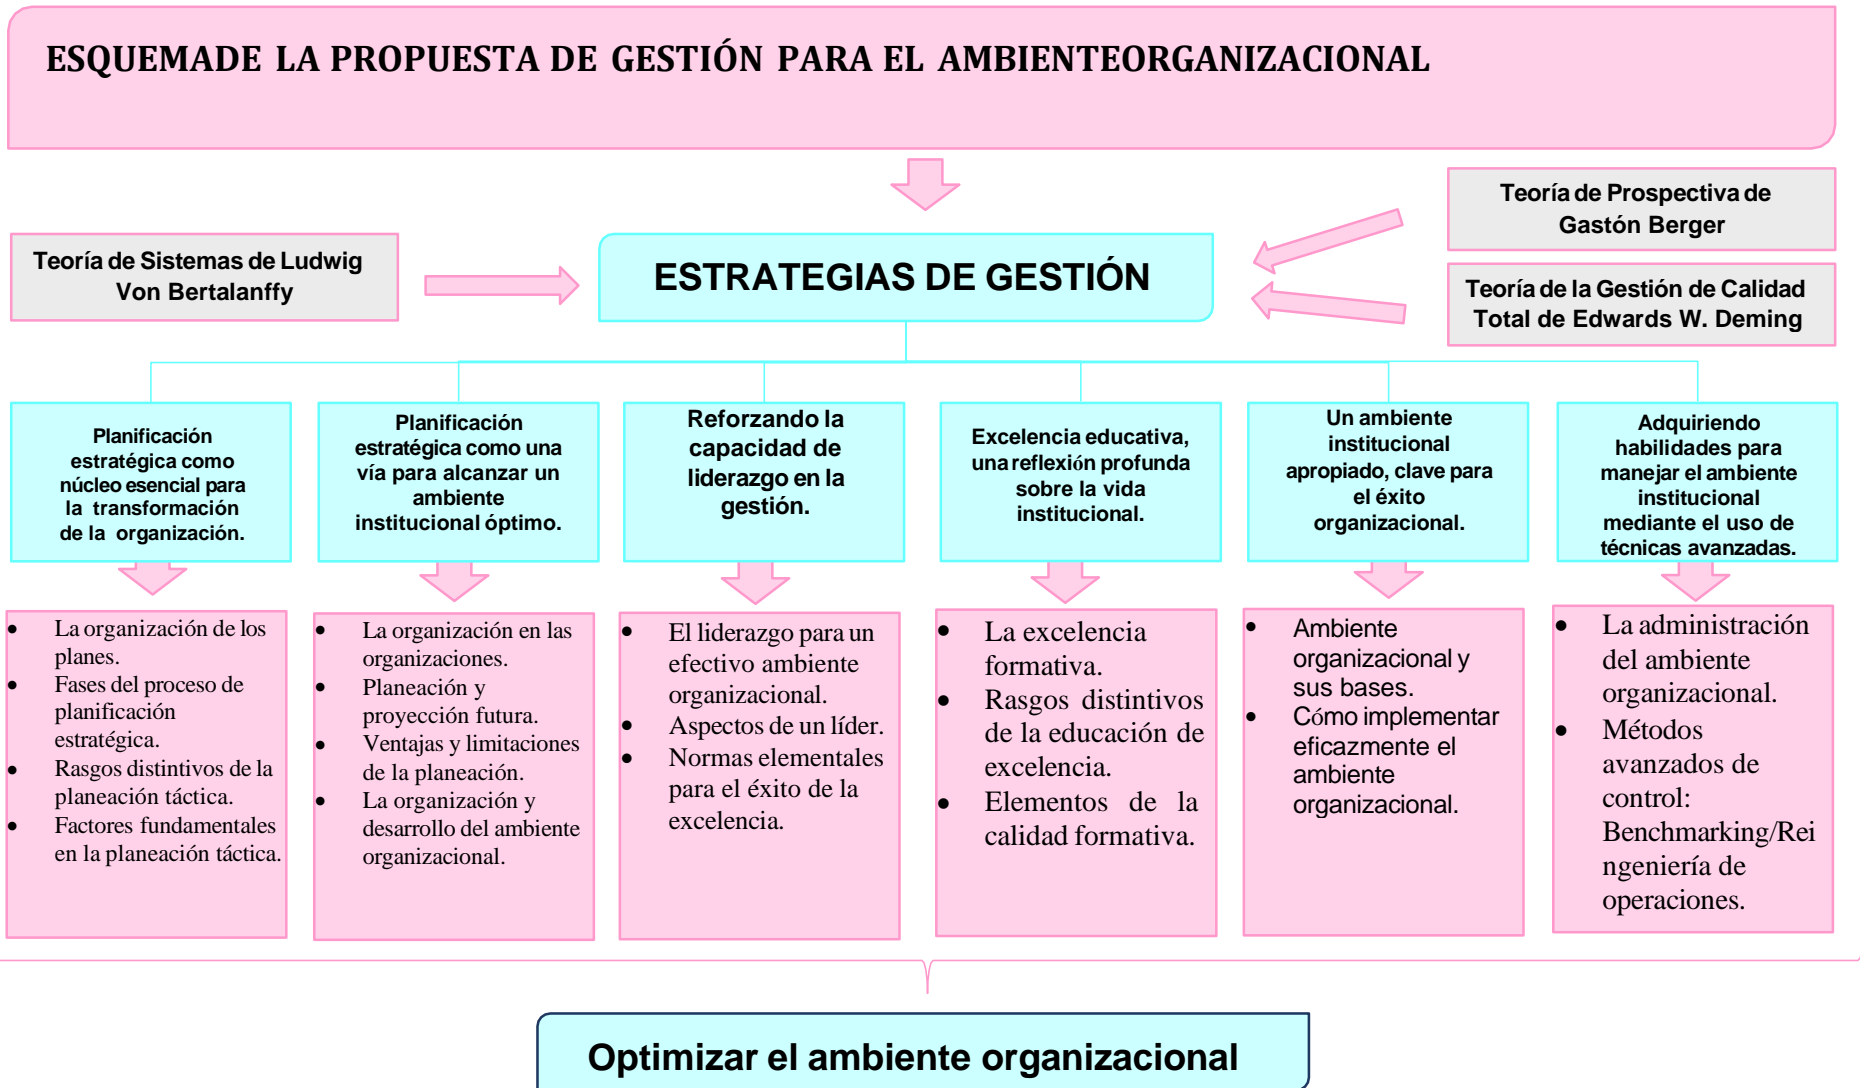 ESQUEMADE LA PROPUESTA DE GESTIÓN PARA EL AMBIENTEORGANIZACIONAL
Teoría de Sistemas de Ludwig
Von Bertalanffy
ESTRATEGIAS DE GESTIÓN
Teoría de Prospectiva de
Gastón Berger
Teoría de la Gestión de Calidad
Total de Edwards W. Deming
Planificación
estratégica como
núcleo esencial para
la transformación
de la organización.
Planificación
estratégica como una
vía para alcanzar un
ambiente
institucional óptimo.
Reforzando la
capacidad de
liderazgo en la
gestión.
Excelencia educativa,
una reflexión profunda
sobre la vida
institucional.
Un ambiente
institucional
apropiado, clave para
el éxito
organizacional.
Adquiriendo
habilidades para
manejar el ambiente
institucional
mediante el uso de
técnicas avanzadas.
• La organización de los
planes.
• Fases del proceso de
planificación
estratégica.
• Rasgos distintivos de la
planeación táctica.
• Factores fundamentales
en la planeación táctica.
• La organización en las
organizaciones.
• Planeación y
proyección futura.
• Ventajas y limitaciones
de la planeación.
• La organización y
desarrollo del ambiente
organizacional.
• El liderazgo para un
efectivo ambiente
organizacional.
• Aspectos de un líder.
• Normas elementales
para el éxito de la
excelencia.
• La excelencia
formativa.
• Rasgos distintivos
de la educación de
excelencia.
• Elementos de la
calidad formativa.
• Ambiente
organizacional y
sus bases.
• Cómo implementar
eficazmente el
ambiente
organizacional.
• La administración
del ambiente
organizacional.
• Métodos
avanzados de
control:
Benchmarking/Rei
ngeniería de
operaciones.
Optimizar el ambiente organizacional